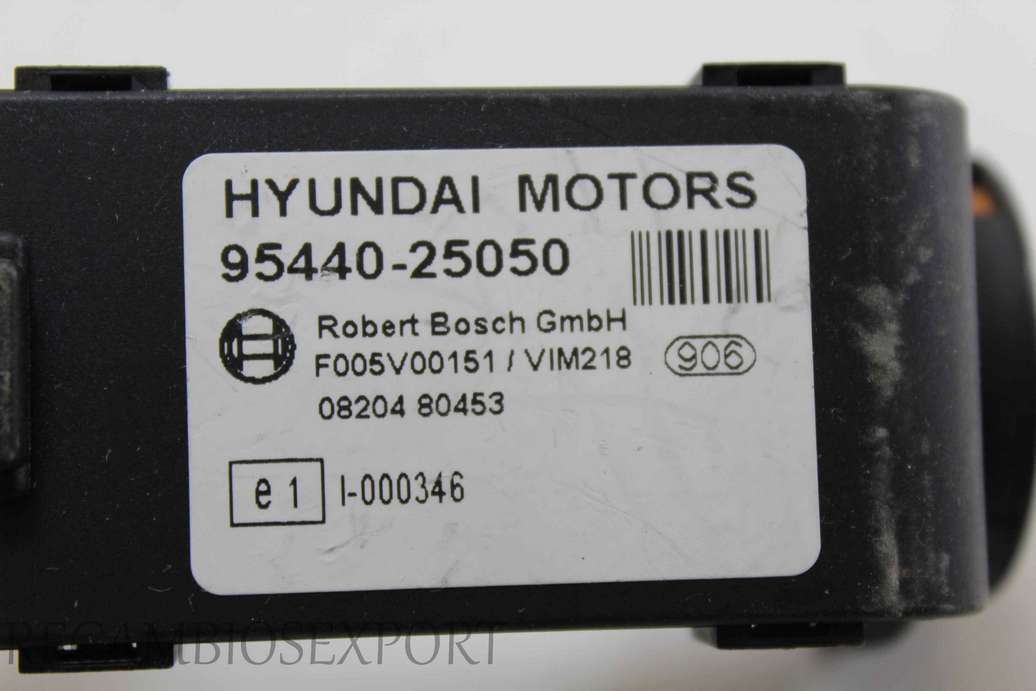 HYUNDAI MOTORS
95440-25050
Robert Bosch GmbH
F005V00151 / VIM218 906
08204 80453
e 1 I-000346
RECAMBIOSEXPORT